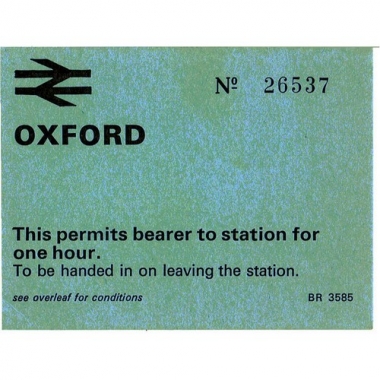 Nº 26537
OXFORD
This permits bearer to station for
one hour.
To be handed in on leaving the station.
see overleaf for conditions BR 3585